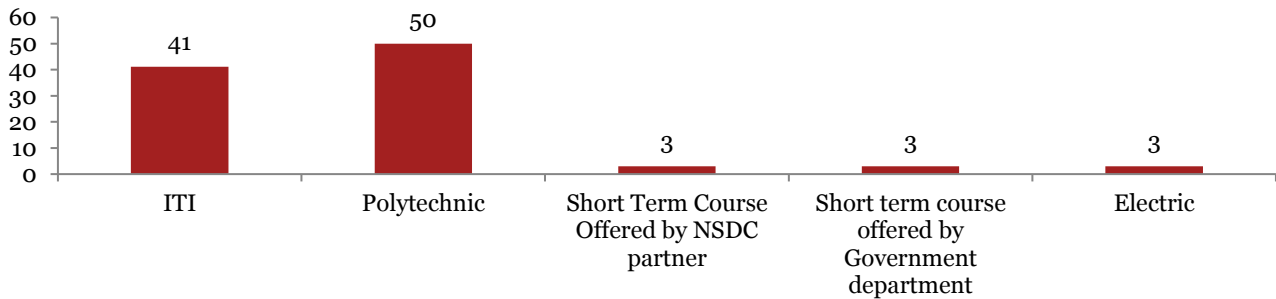 60
50
40
30
20
10
0
41
50
3
3
3
ITI
Polytechnic
Short Term Course
Offered by NSDC
partner
Short term course
offered by
Government
department
Electric